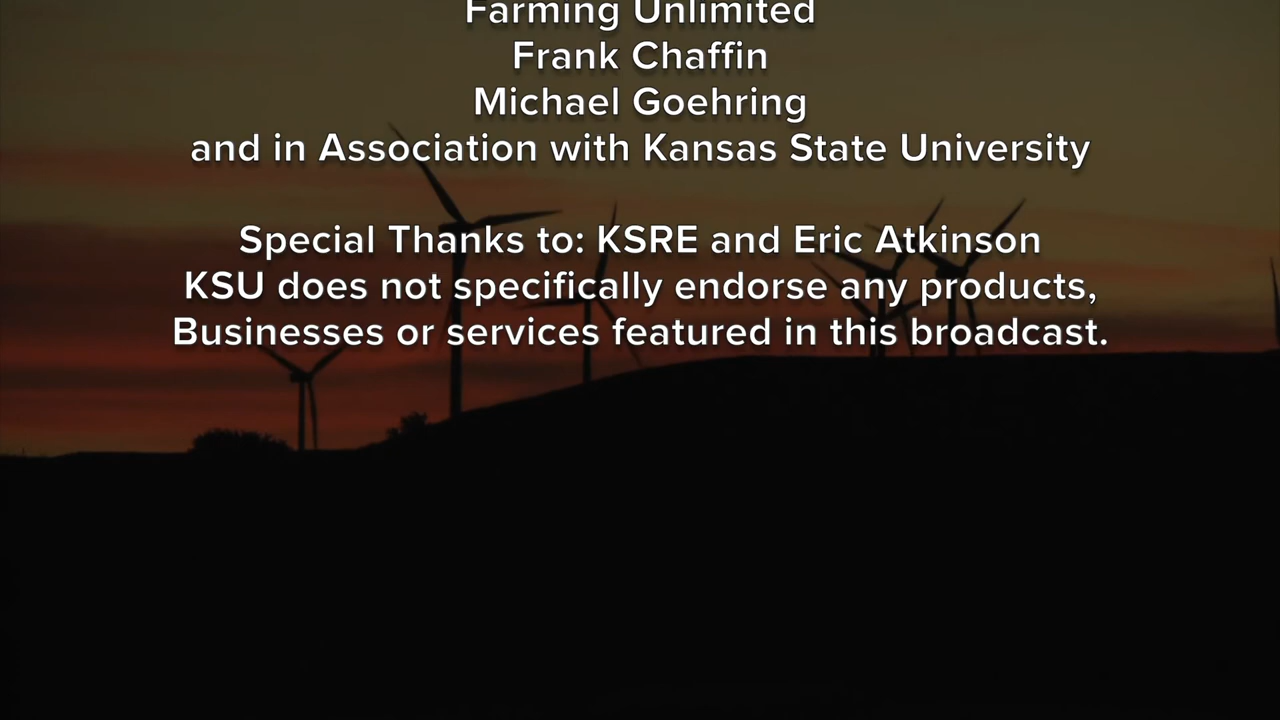 Farming Unlimited
Frank Chaffin
Michael Goehring
and in Association with Kansas State University
Special Thanks to: KSRE and Eric Atkinson
KSU does not specifically endorse any products,
Businesses or services featured in this broadcast.